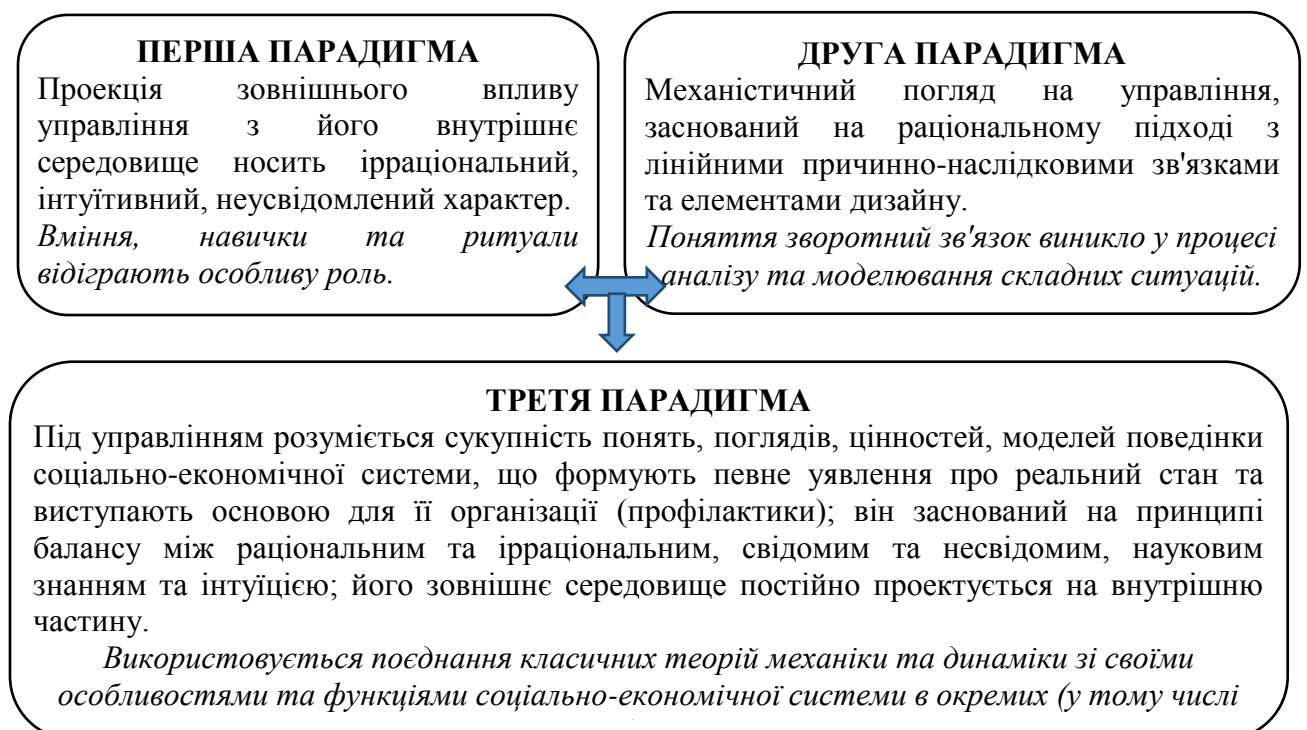 ПЕРША ПАРАДИГМА
Проекція зовнішнього впливу
управління з його внутрішнє
середовище носить ірраціональний,
інтуїтивний, неусвідомлений характер.
Вміння, навички та ритуали
відіграють особливу роль.
ДРУГА ПАРАДИГМА
Механістичний погляд на управління,
заснований на раціональному підході з
лінійними причинно-наслідковими зв'язками
та елементами дизайну.
Поняття зворотний зв'язок виникло у процесі
аналізу та моделювання складних ситуацій.
ТРЕТЯ ПАРАДИГМА
Під управлінням розуміється сукупність понять, поглядів, цінностей, моделей поведінки
соціально-економічної системи, що формують певне уявлення про реальний стан та
виступають основою для її організації (профілактики); він заснований на принципі
балансу між раціональним та ірраціональним, свідомим та несвідомим, науковим
знанням та інтуїцією; його зовнішнє середовище постійно проектується на внутрішню
частину.
Використовується поєднання класичних теорій механіки та динаміки зі своїми
особливостями та функціями соціально-економічної системи в окремих (у тому числі